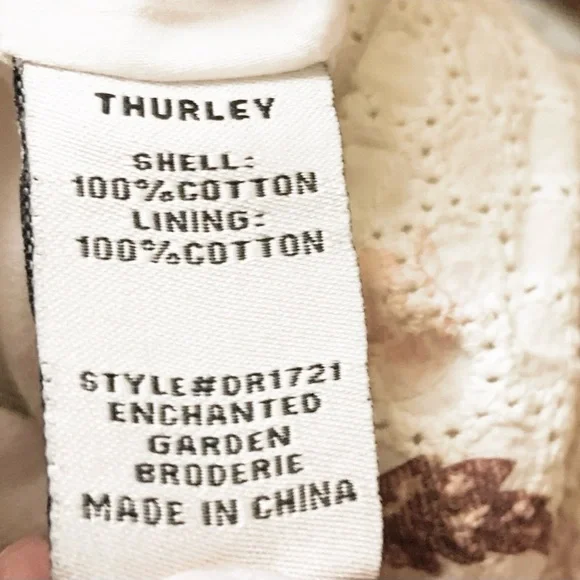 THURLEY
SHELL:
100%COTTON
LINING:
100%COTTON
STYLE#DR1721
ENCHANTED
GARDEN
BRODERIE
MADE IN CHINA